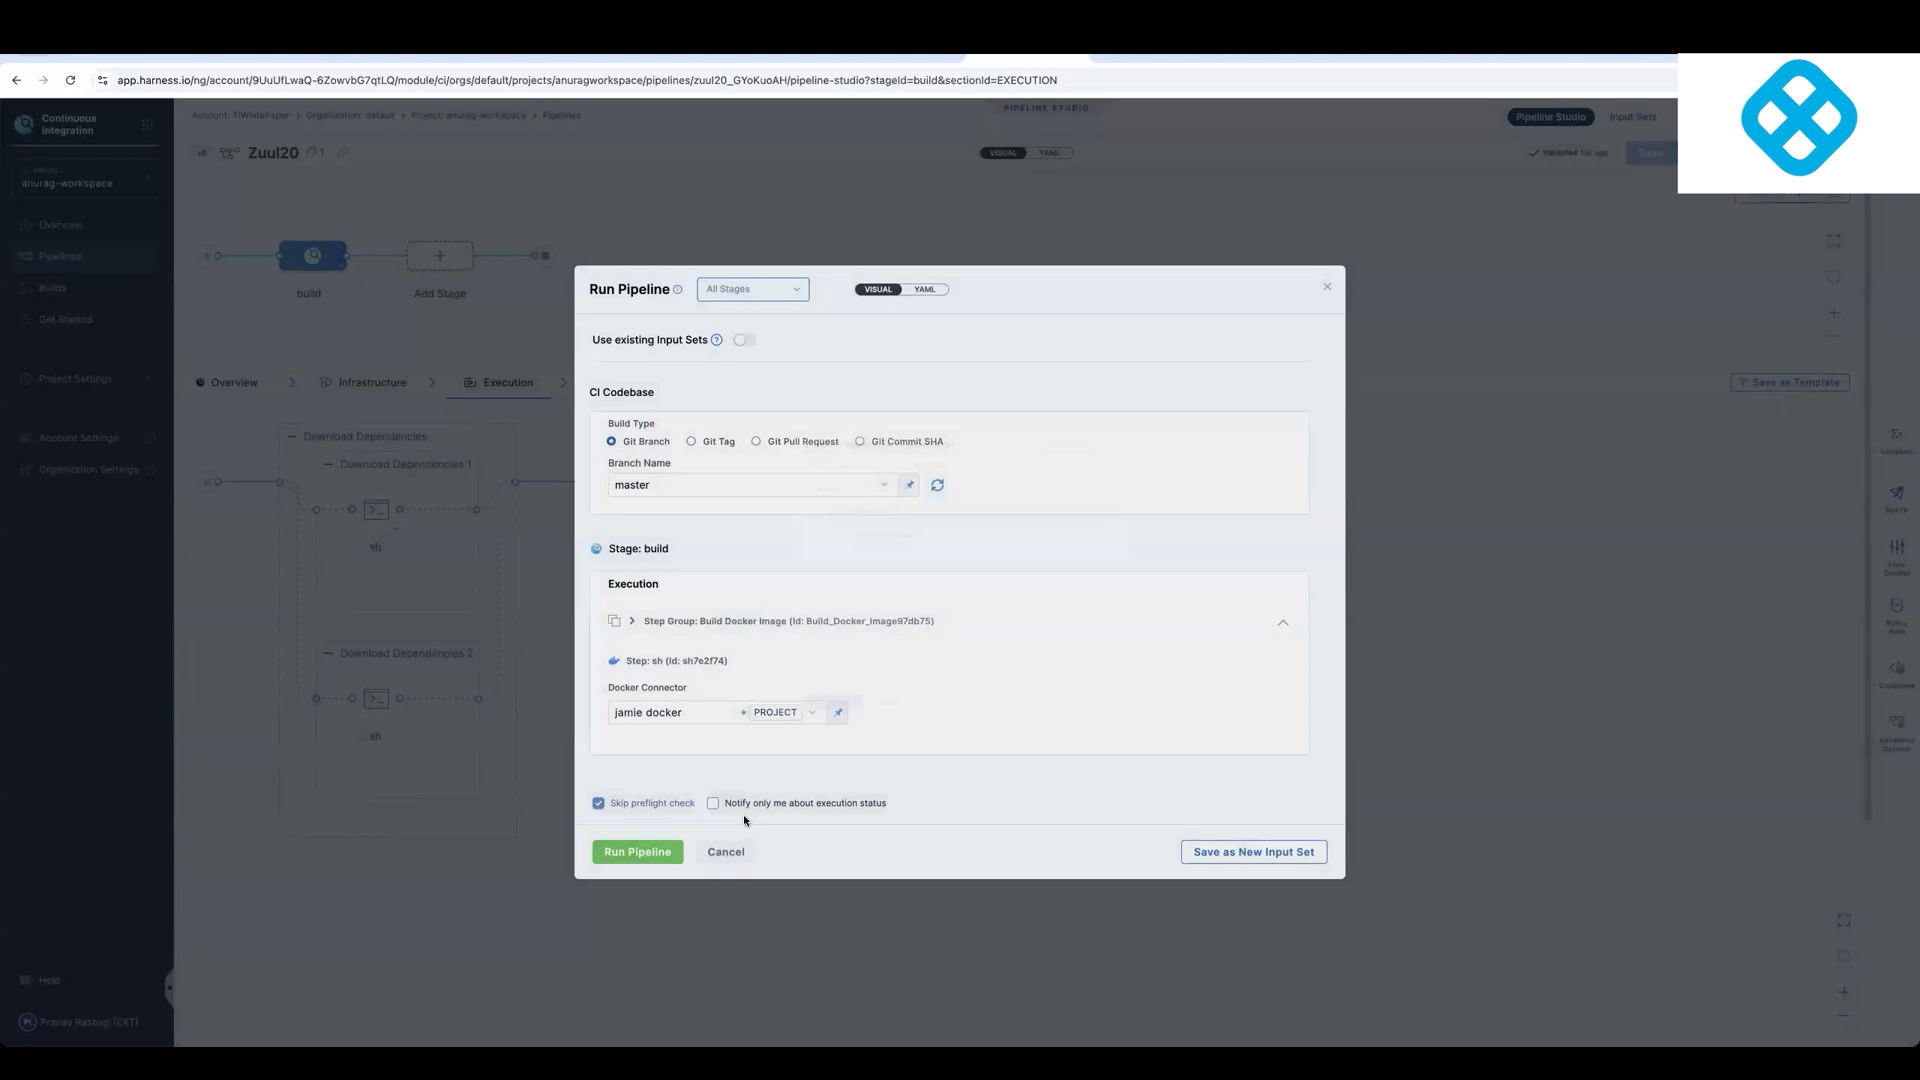 app.harness.io/ng/account/9UuUfLwaQ-6ZowvbG7qtLQ/module/ci/orgs/default/projects/anuragworkspace/pipelines/zuul20_GYoKuoAH/pipeline-studio?stageId=build&sectionId=EXECUTION
Continuous
Integration
PROJECT
anurag-workspace
Overview
Pipelines
Builds
Get Started
Project Settings
Account Settings
Organization Settings
Help
Pranav Rastogi (EXT)
Account: TIWhitePaper > Organization: default > Project: anurag-workspace > Pipelines
PIPELINE STUDIO
Pipeline Studio
Input Sets
Zuul20
1
VISUAL
YAML
Validated
build
Add Stage
Overview
Infrastructure
Execution
Save as Template
Download Dependencies
Download Dependencies 1
sh
Download Dependencies 2
sh
Run Pipeline
All Stages
VISUAL
YAML
Use existing Input Sets
CI Codebase
Build Type
Git Branch
Git Tag
Git Pull Request
Git Commit SHA
Branch Name
master
Stage: build
Execution
Step Group: Build Docker Image (Id: Build_Docker_Image97db75)
Step: sh (Id: sh7e2f74)
Docker Connector
jamie docker
PROJECT
Skip preflight check
Notify only me about execution status
Run Pipeline
Cancel
Save as New Input Set
Variables
Notify
Flow
Control
Policy
Sets
Codebase
Advanced
Options